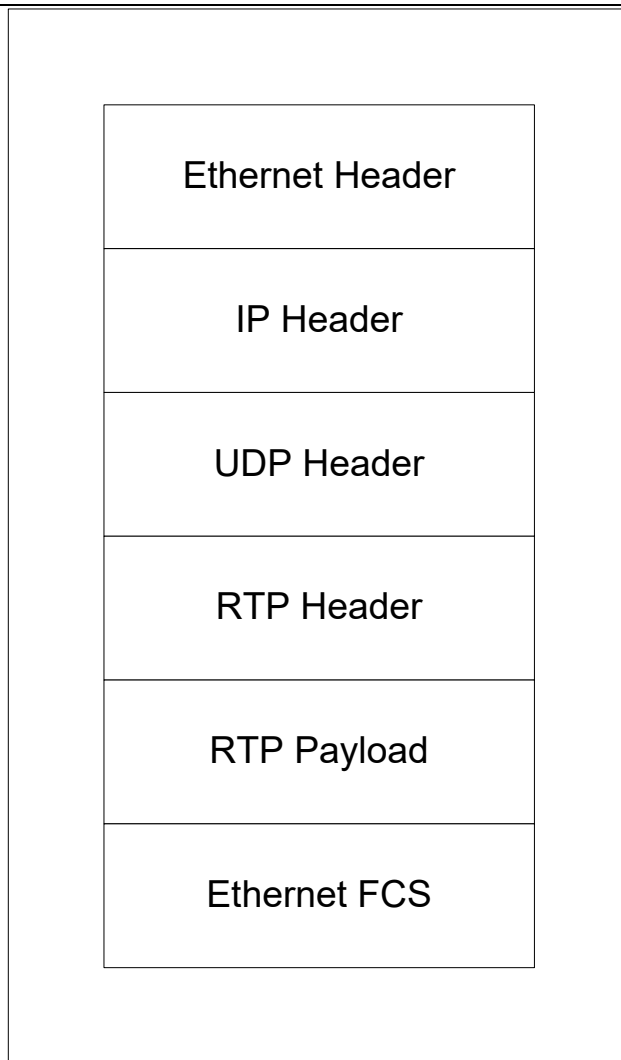 Ethernet Header
IP Header
UDP Header
RTP Header
RTP Payload
Ethernet FCS